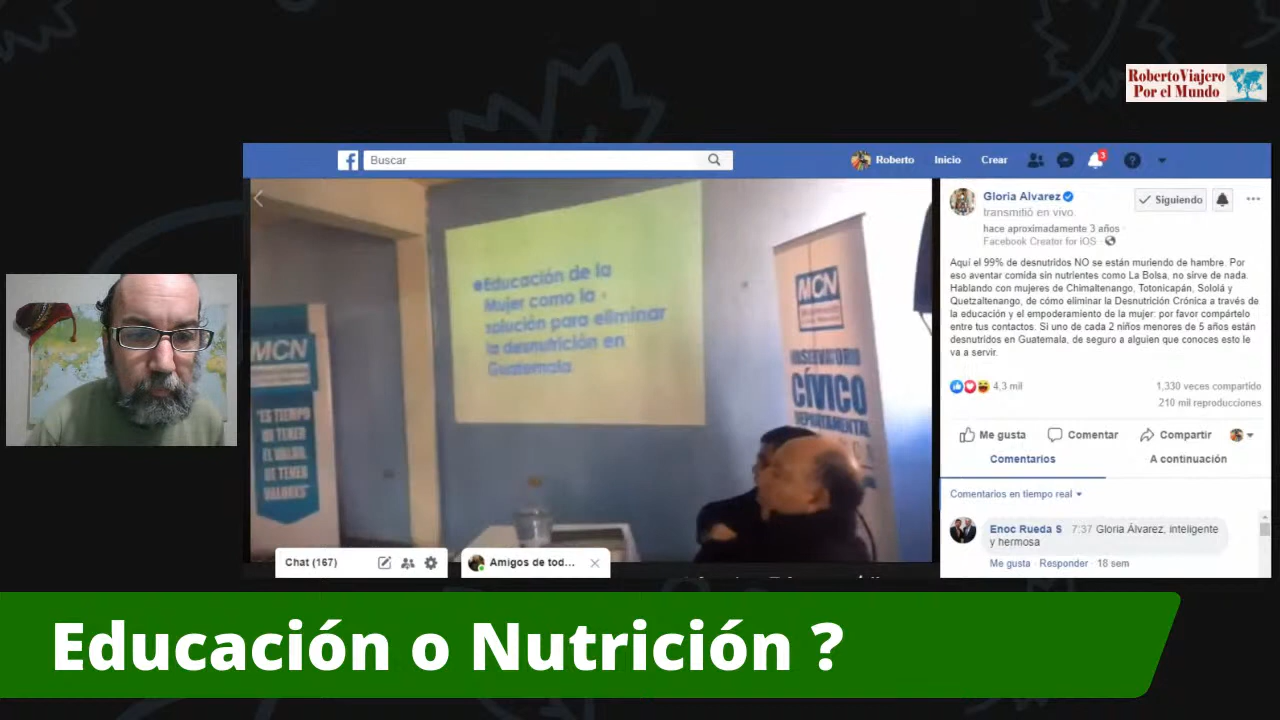 RobertoViajero
Por el Mundo
Buscar
Roberto
Inicio
Crear
3
?
Gloria Alvarez
transmitió en vivo.
hace aproximadamente 3 años ·
Facebook Creator for iOS ·
Siguiendo
Aquí el 99% de desnutridos NO se están muriendo de hambre. Por
eso aventar comida sin nutrientes como La Bolsa, no sirve de nada.
Hablando con mujeres de Chimaltenango, Totonicapán, Sololá y
Quetzaltenango, de cómo eliminar la Desnutrición Crónica a través de
la educación y el empoderamiento de la mujer: por favor compártelo
entre tus contactos. Si uno de cada 2 niños menores de 5 años están
desnutridos en Guatemala, de seguro a alguien que conoces esto le
va a servir.
4,3 mil
1,330 veces compartido
210 mil reproducciones
Me gusta
Comentar
Compartir
Comentarios
A continuación
Comentarios en tiempo real
Enoc Rueda S 7:37 Gloria Álvarez, inteligente
y hermosa
Me gusta · Responder · 18 sem
Educación de la
Mujer como la
solución para eliminar
la desnutrición en
Guatemala
MCN
"ES TIEMPO
DE TENER
EL VALOR
DE TENER
VALORES"
MCN
OBSERVATORIO
CÍVICO
DEPARTAMENTAL
Chat (167)
Amigos de tod...
Educación o Nutrición ?